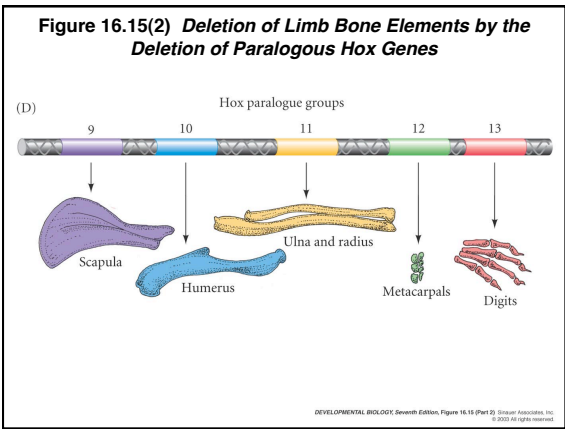 Figure 16.15(2) Deletion of Limb Bone Elements by the
Deletion of Paralogous Hox Genes
(D)
Hox paralogue groups
9 10 11 12 13
Scapula
Humerus
Ulna and radius
Metacarpals
Digits
DEVELOPMENTAL BIOLOGY, Seventh Edition, Figure 16.15 (Part 2) Sinauer Associates, Inc.
© 2003 All rights reserved.